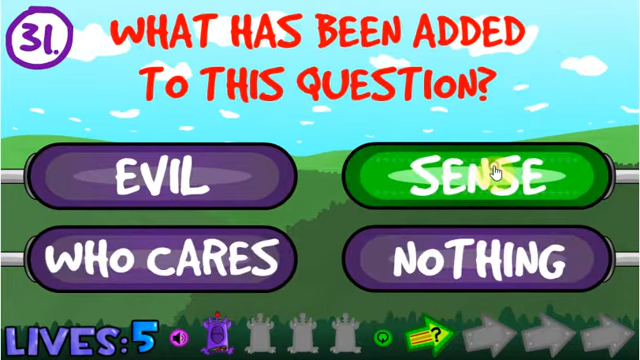 31.
WHAT HAS BEEN ADDED
TO THIS QUESTION?
EVIL
SENSE
WHO CARES
NOTHING
LIVES: 5
?